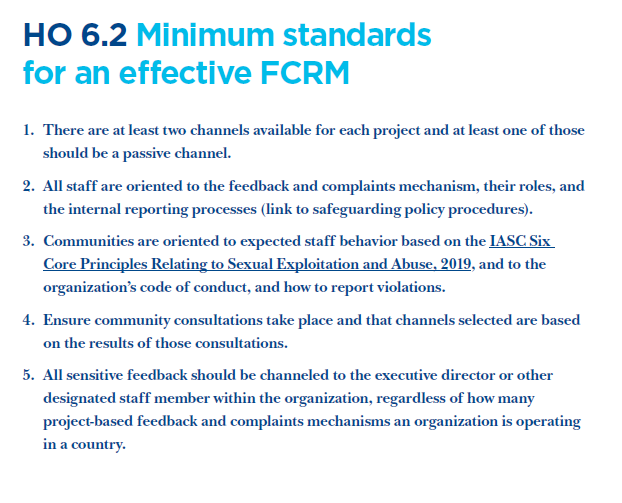 HO 6.2 Minimum standards
for an effective FCRM
1. There are at least two channels available for each project and at least one of those
should be a passive channel.
2. All staff are oriented to the feedback and complaints mechanism, their roles, and
the internal reporting processes (link to safeguarding policy procedures).
3. Communities are oriented to expected staff behavior based on the IASC Six
Core Principles Relating to Sexual Exploitation and Abuse, 2019, and to the
organization’s code of conduct, and how to report violations.
4. Ensure community consultations take place and that channels selected are based
on the results of those consultations.
5. All sensitive feedback should be channeled to the executive director or other
designated staff member within the organization, regardless of how many
project-based feedback and complaints mechanisms an organization is operating
in a country.